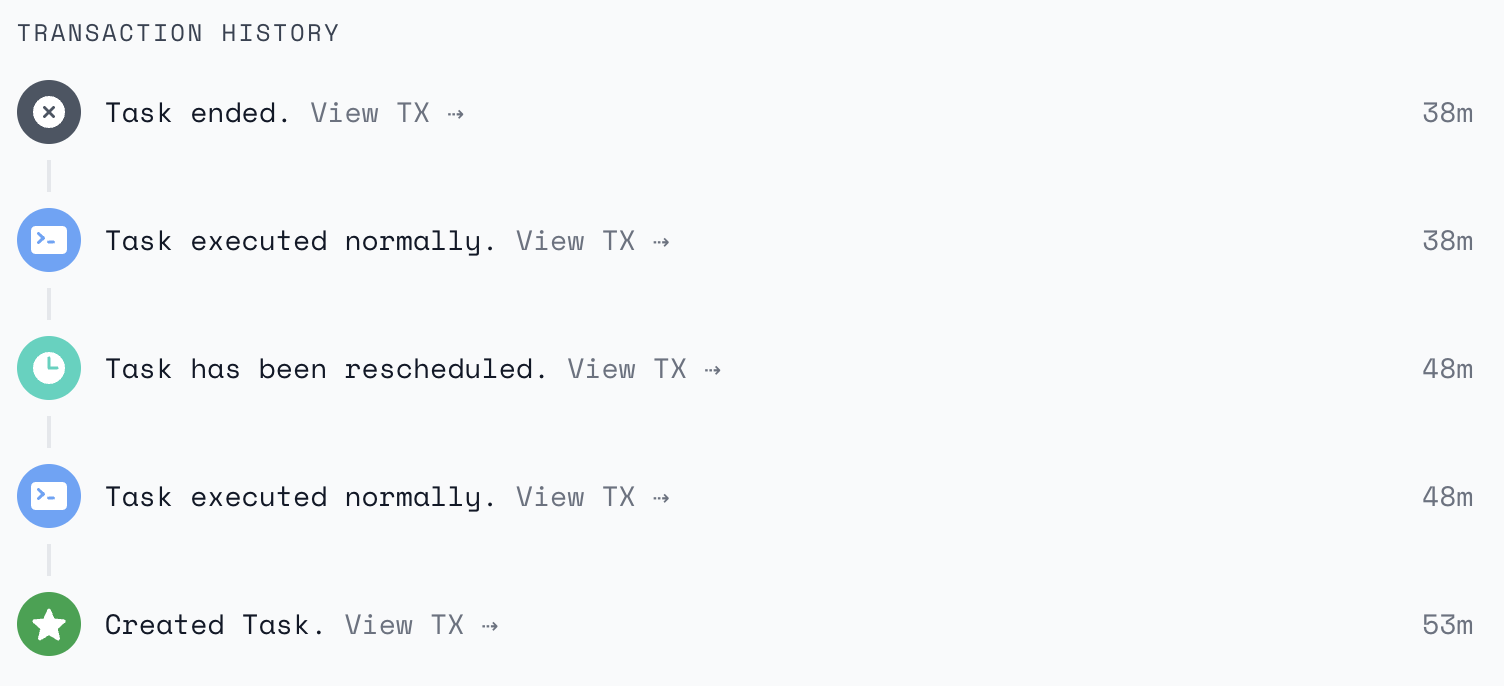 TRANSACTION HISTORY
Task ended. View TX ⇢ 38m
Task executed normally. View TX ⇢ 38m
Task has been rescheduled. View TX ⇢ 48m
Task executed normally. View TX ⇢ 48m
Created Task. View TX ⇢ 53m